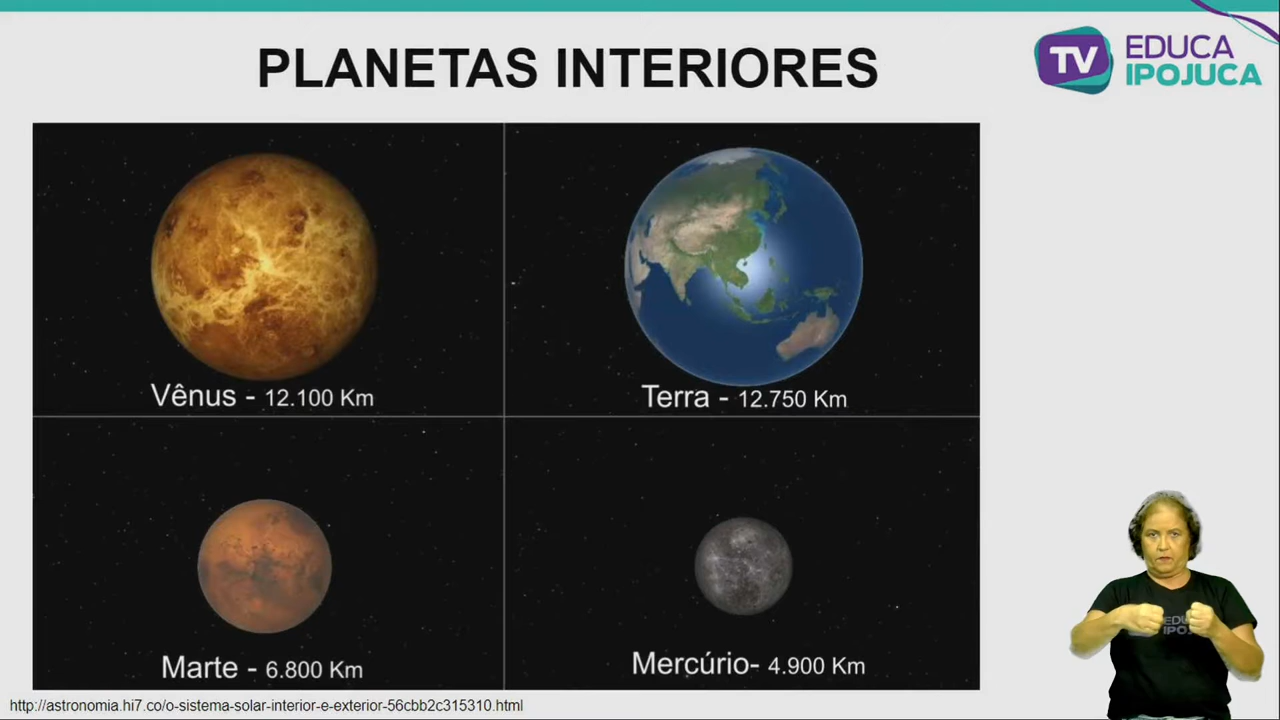 PLANETAS INTERIORES
TV EDUCA
IPOJUCA
Vênus - 12.100 Km
Terra - 12.750 Km
Marte - 6.800 Km
Mercúrio- 4.900 Km
http://astronomia.hi7.co/o-sistema-solar-interior-e-exterior-56cbb2c315310.html